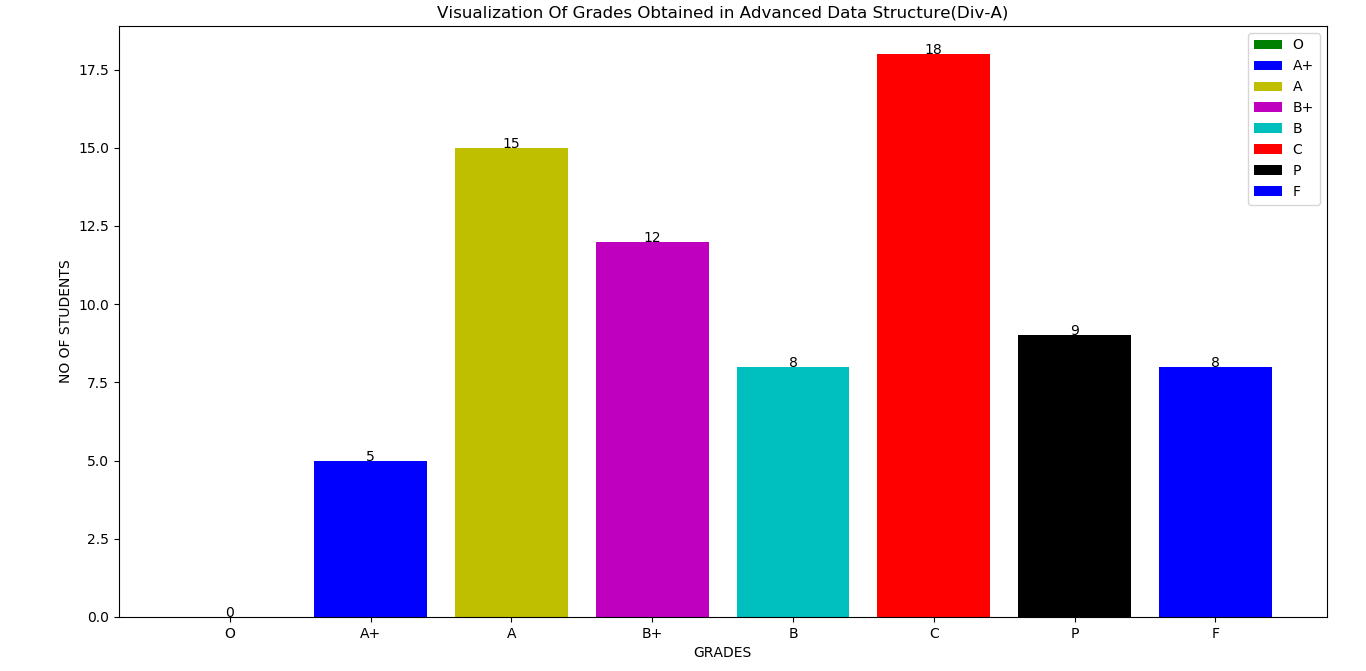 Visualization Of Grades Obtained in Advanced Data Structure(Div-A)
NO OF STUDENTS
17.5
15.0
12.5
10.0
7.5
5.0
2.5
0.0
0
5
15
12
8
18
9
8
O
A+
A
B+
B
C
P
F
O A+ A B+ B C P F
GRADES